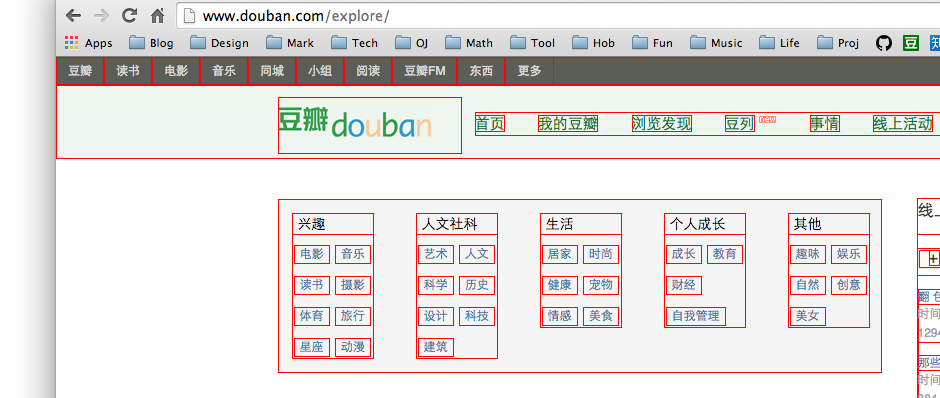 www.douban.com/explore/
Apps Blog Design Mark Tech OJ Math Tool Hob Fun Music Life Proj 豆 知
豆瓣 读书 电影 音乐 同城 小组 阅读 豆瓣FM 东西 更多
豆瓣douban 首页 我的豆瓣 浏览发现 豆列 new 事情 线上活动
兴趣 人文社科 生活 个人成长 其他 线上
电影 音乐 艺术 人文 居家 时尚 成长 教育 趣味 娱乐 +
读书 摄影 科学 历史 健康 宠物 财经 自然 创意 翻 色
体育 旅行 设计 科技 情感 美食 自我管理 美女 时间
1294
星座 动漫 建筑
那些
时间